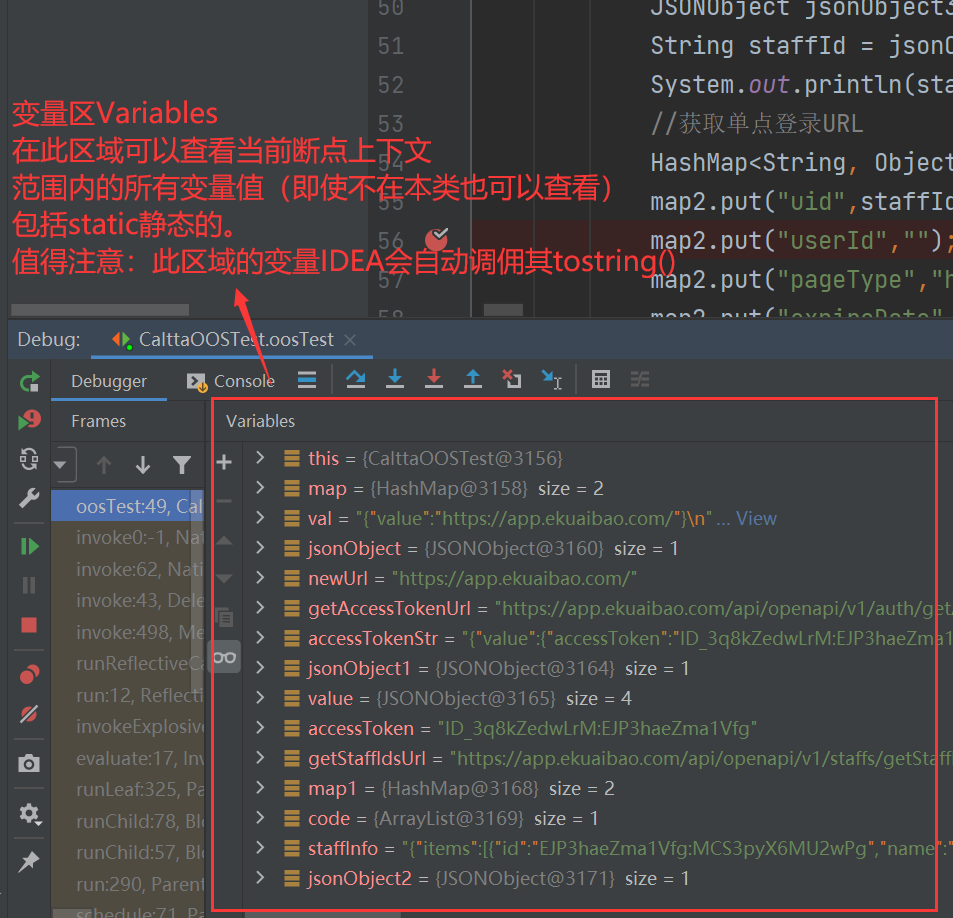 50
JSONObject jsonObject3
51
String staffId = jsonO
52
System.out.println(sta
53
//获取单点登录URL
54
HashMap<String, Object
55
map2.put("uid",staffId
56
map2.put("userId","");
57
map2.put("pageType","h
58
map2.put("expireDate"
变量区Variables
在此区域可以查看当前断点上下文
范围内的所有变量值（即使不在本类也可以查看）
包括static静态的。
值得注意：此区域的变量IDEA会自动调佣其tostring()
Debug:
CalttaOOSTest.oosTest
Debugger
Console
Frames
Variables
oosTest:49, Cal
invoke0:-1, Nati
invoke:62, Nati
invoke:43, Dele
invoke:498, Me
runReflectiveCa
run:12, Reflecti
invokeExplosive
evaluate:17, Inv
runLeaf:325, Pa
runChild:78, Blo
runChild:57, Blo
run:290, Parent
schedule:71, Pa
this = {CalttaOOSTest@3156}
map = {HashMap@3158} size = 2
val = "{"value":"https://app.ekuaibao.com/"}\n" ... View
jsonObject = {JSONObject@3160} size = 1
newUrl = "https://app.ekuaibao.com/"
getAccessTokenUrl = "https://app.ekuaibao.com/api/openapi/v1/auth/getA
accessTokenStr = "{"value":{"accessToken":"ID_3q8kZedwLrM:EJP3haeZma1
jsonObject1 = {JSONObject@3164} size = 1
value = {JSONObject@3165} size = 4
accessToken = "ID_3q8kZedwLrM:EJP3haeZma1Vfg"
getStaffIdsUrl = "https://app.ekuaibao.com/api/openapi/v1/staffs/getStaffI
map1 = {HashMap@3168} size = 2
code = {ArrayList@3169} size = 1
staffInfo = "{"items":[{"id":"EJP3haeZma1Vfg:MCS3pyX6MU2wPg","name":"
jsonObject2 = {JSONObject@3171} size = 1